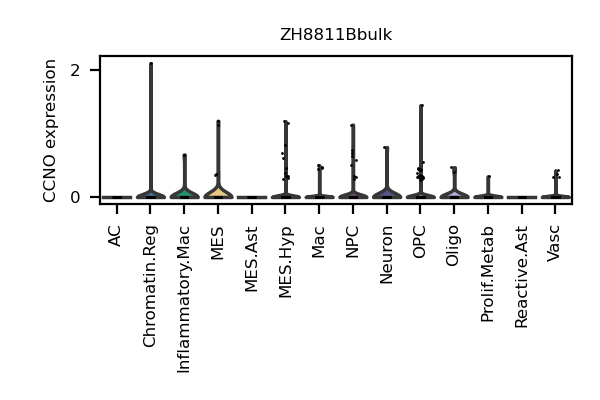 ZH8811Bbulk
CCNO expression
2
0
AC
Chromatin.Reg
Inflammatory.Mac
MES
MES.Ast
MES.Hyp
Mac
NPC
Neuron
OPC
Oligo
Prolif.Metab
Reactive.Ast
Vasc